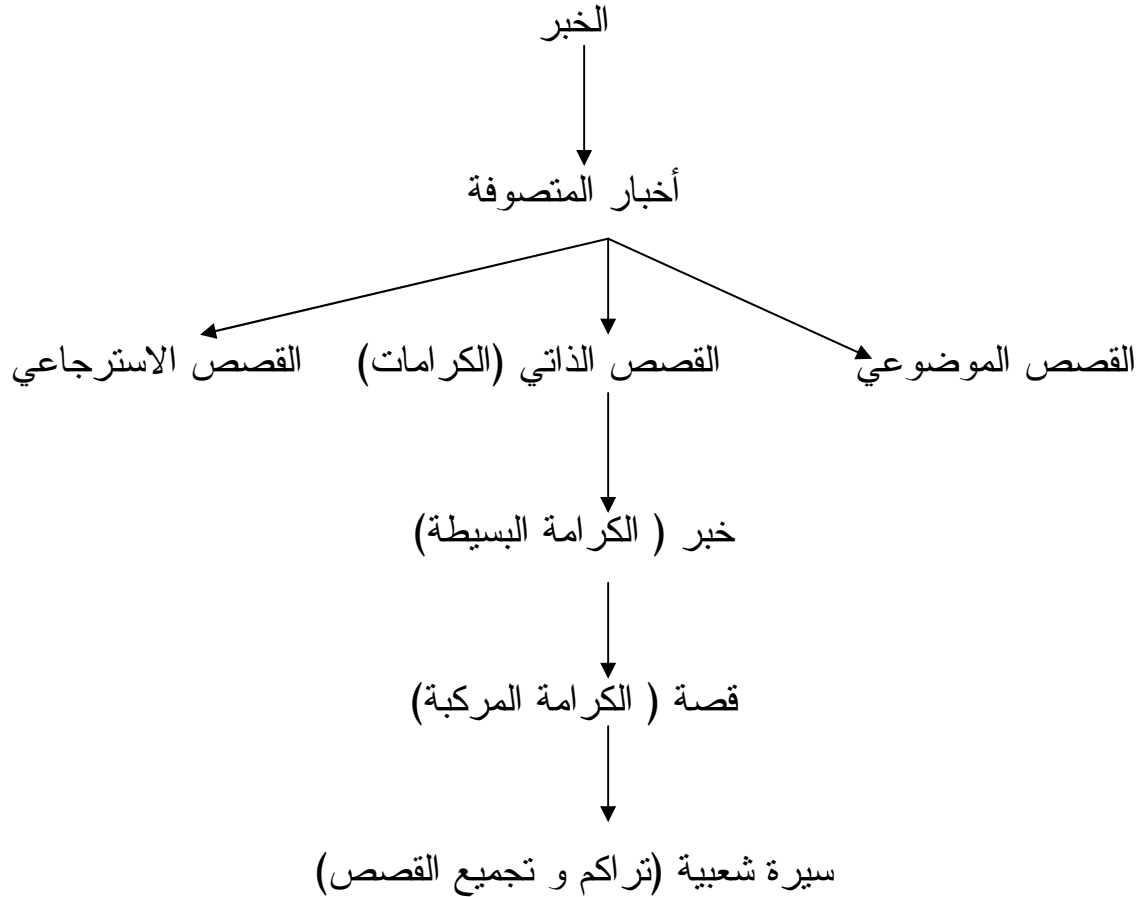 الخبر
أخبار المتصوفة
القصص الموضوعي القصص الذاتي (الكرامات) القصص الاسترجاعي
خبر ( الكرامة البسيطة)
قصة ( الكرامة المركبة)
سيرة شعبية (تراكم و تجميع القصص)